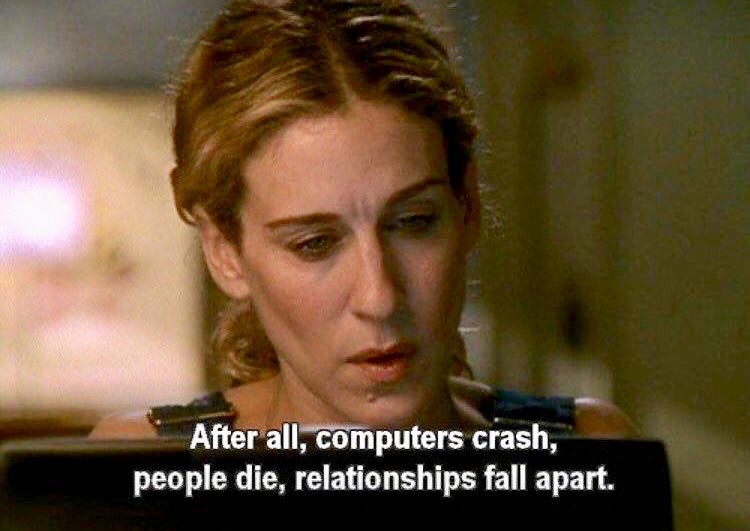 After all, computers crash,
people die, relationships fall apart.